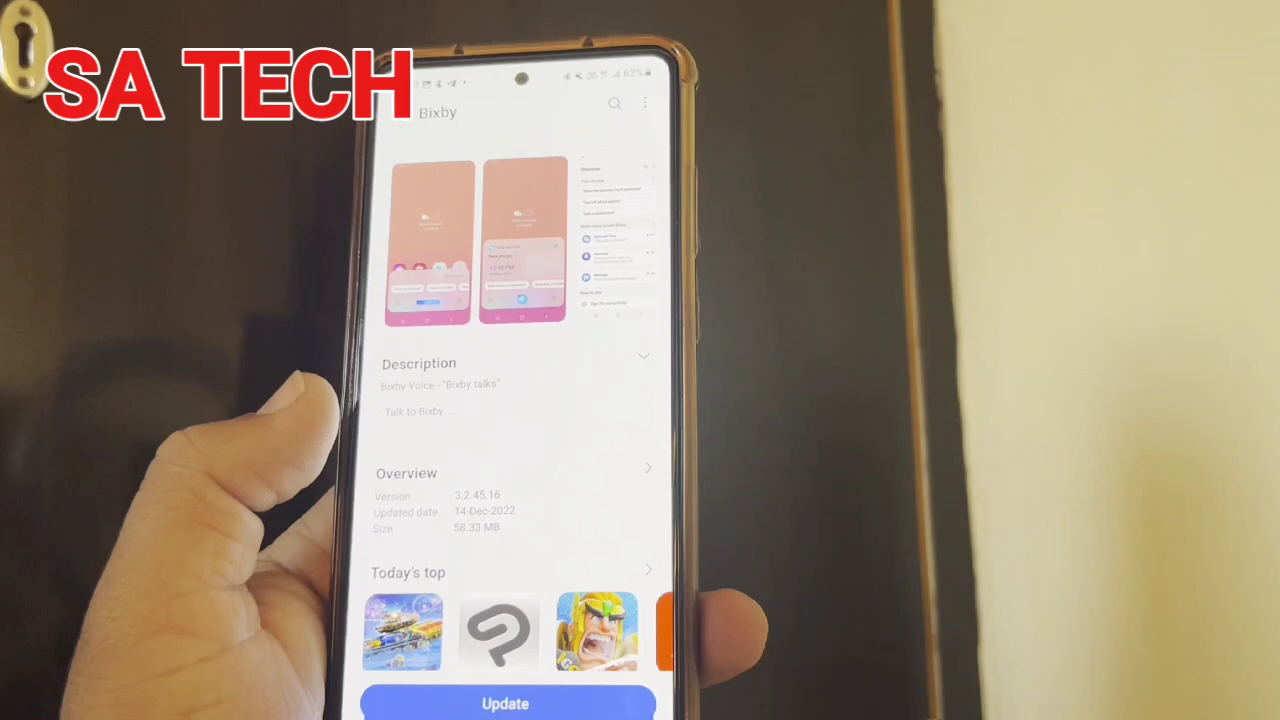 SA TECH
62%
Bixby
Description
Bixby Voice - "Bixby talks"
- Talk to Bixby ...
Overview
Version 3.2.45.16
Updated date 14-Dec-2022
Size 58.33 MB
Today's top
Update